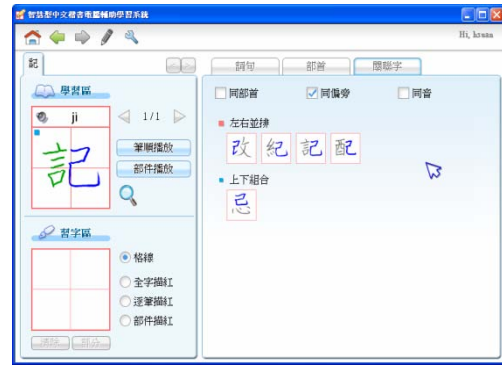 智慧型中文楷書電腦輔助學習系統
Hi, kruan
記
學習區
ji
1/1
記
筆順播放
部件播放
習字區
格線
全字描紅
逐筆描紅
部件描紅
清除
詞句
部首
關聯字
同部首
同偏旁
同音
左右並排
改 紀 記 配
上下組合
忌